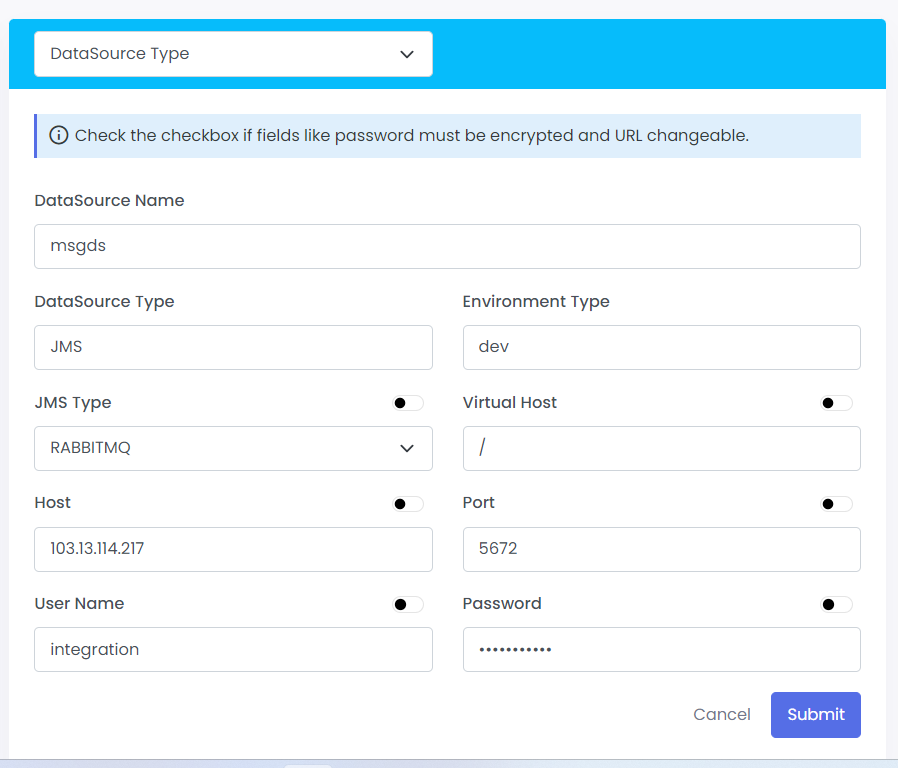 DataSource Type
Check the checkbox if fields like password must be encrypted and URL changeable.
DataSource Name
msgds
DataSource Type Environment Type
JMS dev
JMS Type Virtual Host
RABBITMQ /
Host Port
103.13.114.217 5672
User Name Password
integration •••••••••••
Cancel Submit